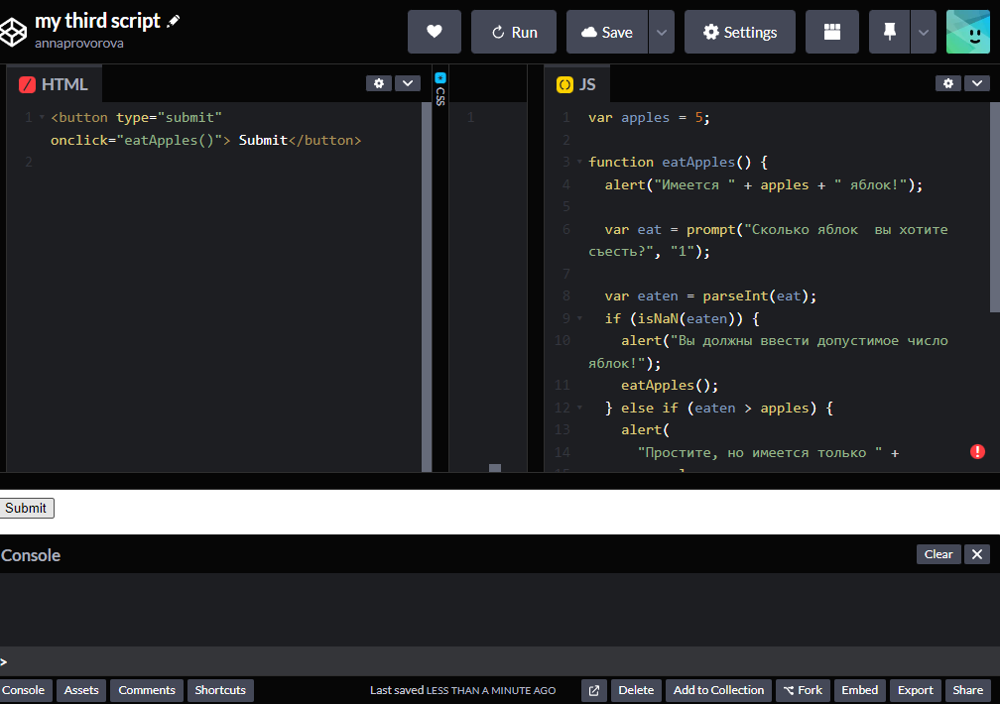 my third script
annaprovorova
Run
Save
Settings
HTML
CSS
JS
1 <button type="submit"
onclick="eatApples()"> Submit</button>
2
1
1 var apples = 5;
2
3 function eatApples() {
4 alert("Имеется " + apples + " яблок!");
5
6 var eat = prompt("Сколько яблок  вы хотите
съесть?", "1");
7
8 var eaten = parseInt(eat);
9 if (isNaN(eaten)) {
10 alert("Вы должны ввести допустимое число
яблок!");
11 eatApples();
12 } else if (eaten > apples) {
13 alert(
14 "Простите, но имеется только " +
Submit
Console
Clear
>
Console Assets Comments Shortcuts Last saved LESS THAN A MINUTE AGO Delete Add to Collection Fork Embed Export Share